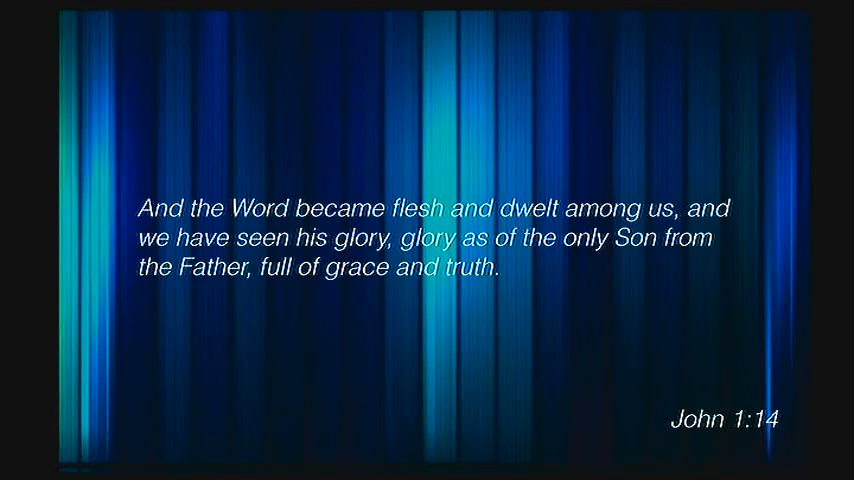 And the Word became flesh and dwelt among us, and
we have seen his glory, glory as of the only Son from
the Father, full of grace and truth.
John 1:14